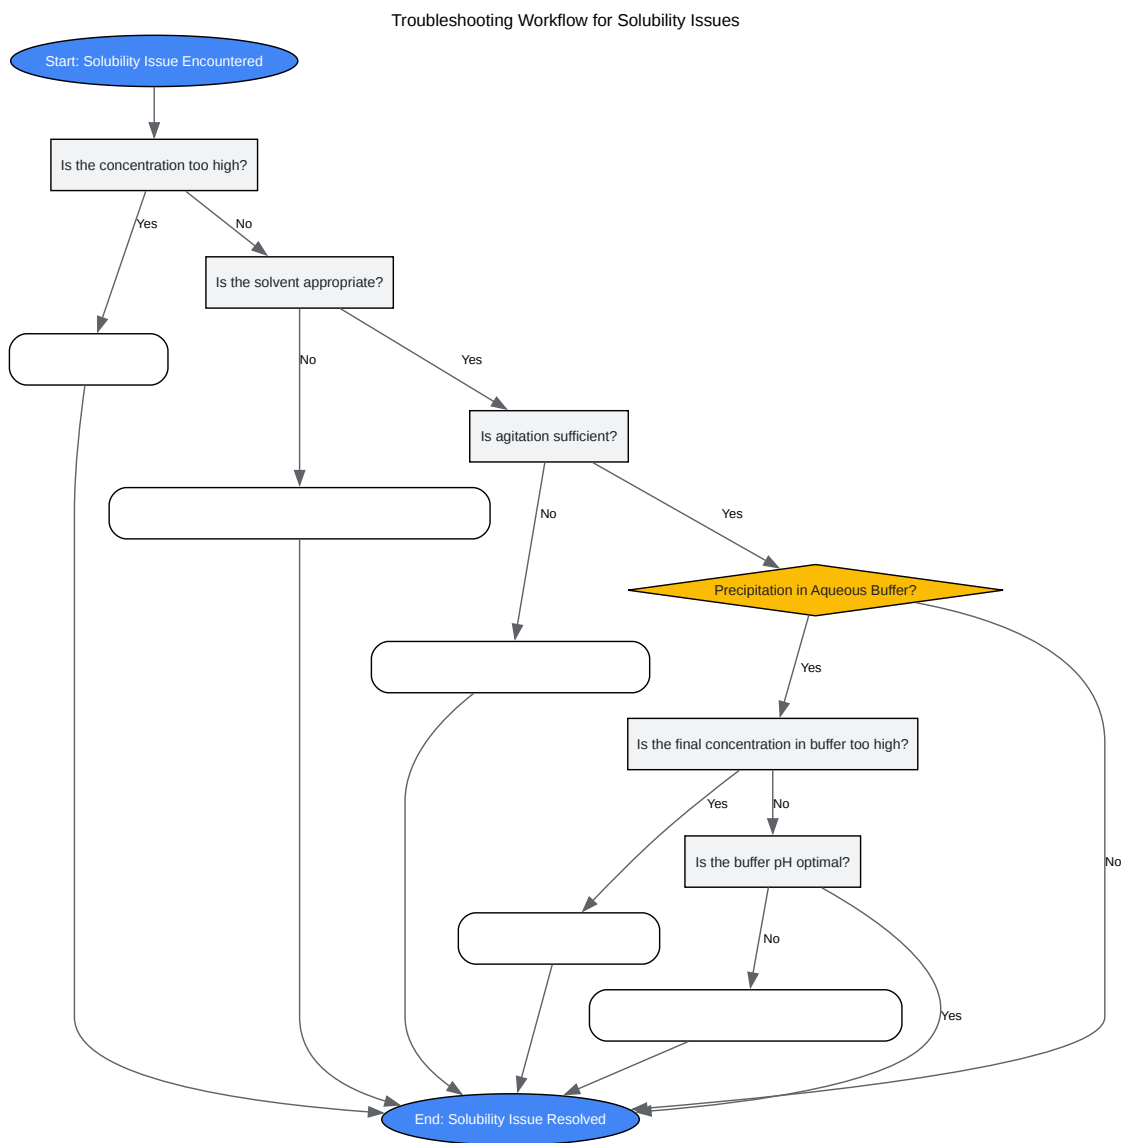 Troubleshooting Workflow for Solubility Issues
Start: Solubility Issue Encountered
Is the concentration too high?
Yes
No
Is the solvent appropriate?
No
Yes
Is agitation sufficient?
No
Yes
Precipitation in Aqueous Buffer?
Yes
No
Is the final concentration in buffer too high?
Yes
No
Is the buffer pH optimal?
No
Yes
End: Solubility Issue Resolved